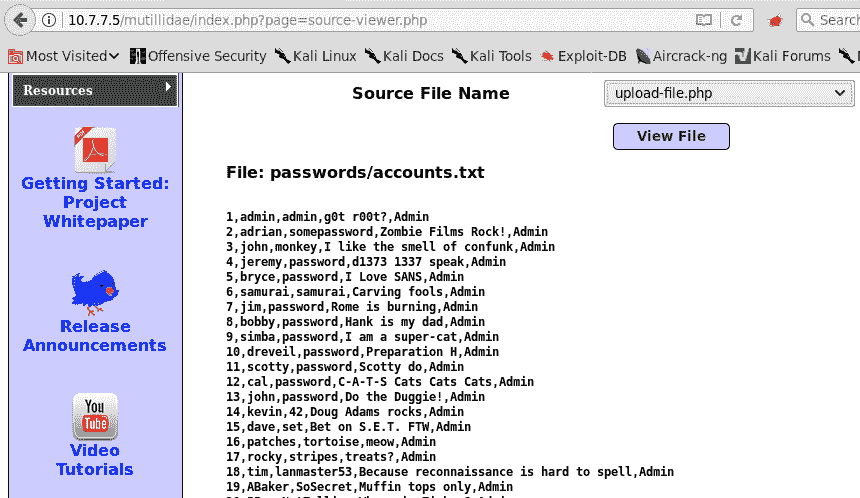 10.7.7.5/mutillidae/index.php?page=source-viewer.php
Search
Most Visited
Offensive Security
Kali Linux
Kali Docs
Kali Tools
Exploit-DB
Aircrack-ng
Kali Forums
Resources
PDF
Getting Started:
Project
Whitepaper
Release
Announcements
You
Tube
Video
Tutorials
Source File Name
upload-file.php
View File
File: passwords/accounts.txt
1,admin,admin,g0t r00t?,Admin
2,adrian,somepassword,Zombie Films Rock!,Admin
3,john,monkey,I like the smell of confunk,Admin
4,jeremy,password,d1373 1337 speak,Admin
5,bryce,password,I Love SANS,Admin
6,samurai,samurai,Carving fools,Admin
7,jim,password,Rome is burning,Admin
8,bobby,password,Hank is my dad,Admin
9,simba,password,I am a super-cat,Admin
10,dreveil,password,Preparation H,Admin
11,scotty,password,Scotty do,Admin
12,cal,password,C-A-T-S Cats Cats Cats,Admin
13,john,password,Do the Duggie!,Admin
14,kevin,42,Doug Adams rocks,Admin
15,dave,set,Bet on S.E.T. FTW,Admin
16,patches,tortoise,meow,Admin
17,rocky,stripes,treats?,Admin
18,tim,lanmaster53,Because reconnaissance is hard to spell,Admin
19,ABaker,SoSecret,Muffin tops only,Admin